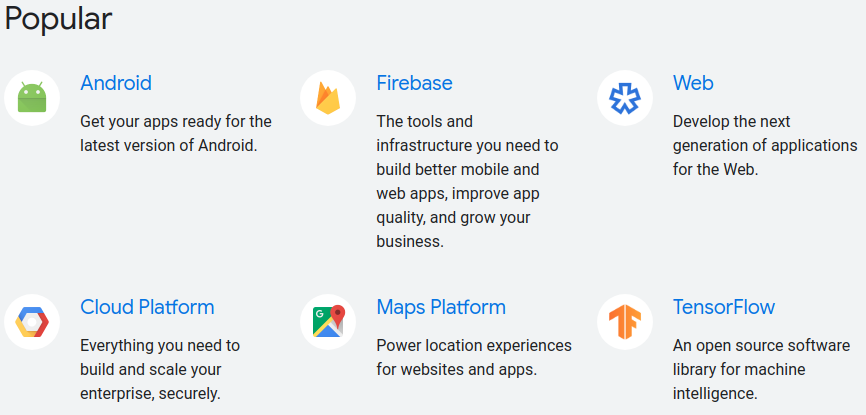 Popular
Android
Get your apps ready for the
latest version of Android.
Firebase
The tools and
infrastructure you need to
build better mobile and
web apps, improve app
quality, and grow your
business.
Web
Develop the next
generation of applications
for the Web.
Cloud Platform
Everything you need to
build and scale your
enterprise, securely.
G
Maps Platform
Power location experiences
for websites and apps.
TensorFlow
An open source software
library for machine
intelligence.